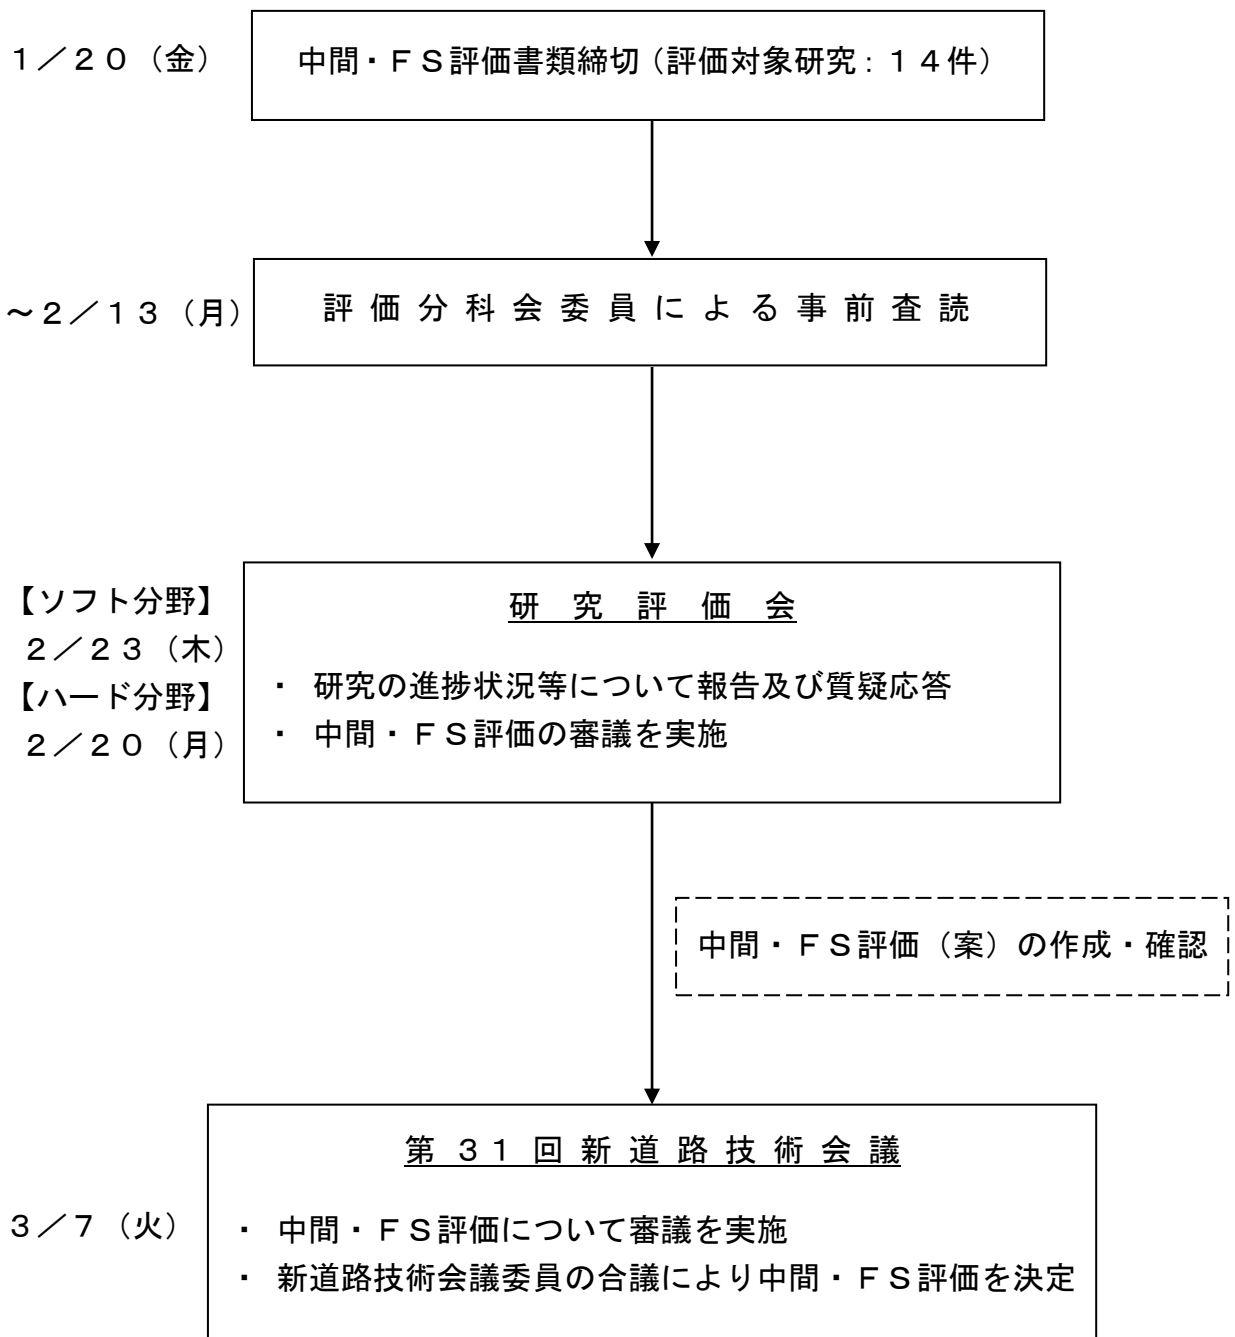 1／20（金）
中間・ＦＳ評価書類締切（評価対象研究：１４件）
～２／１３（月）
評価分科会委員による事前査読
【ソフト分野】
２／２３（木）
【ハード分野】
２／２０（月）
研究評価会
・ 研究の進捗状況等について報告及び質疑応答
・ 中間・ＦＳ評価の審議を実施
中間・ＦＳ評価（案）の作成・確認
第３１回新道路技術会議
３／７（火）
・ 中間・ＦＳ評価について審議を実施
・ 新道路技術会議委員の合議により中間・ＦＳ評価を決定